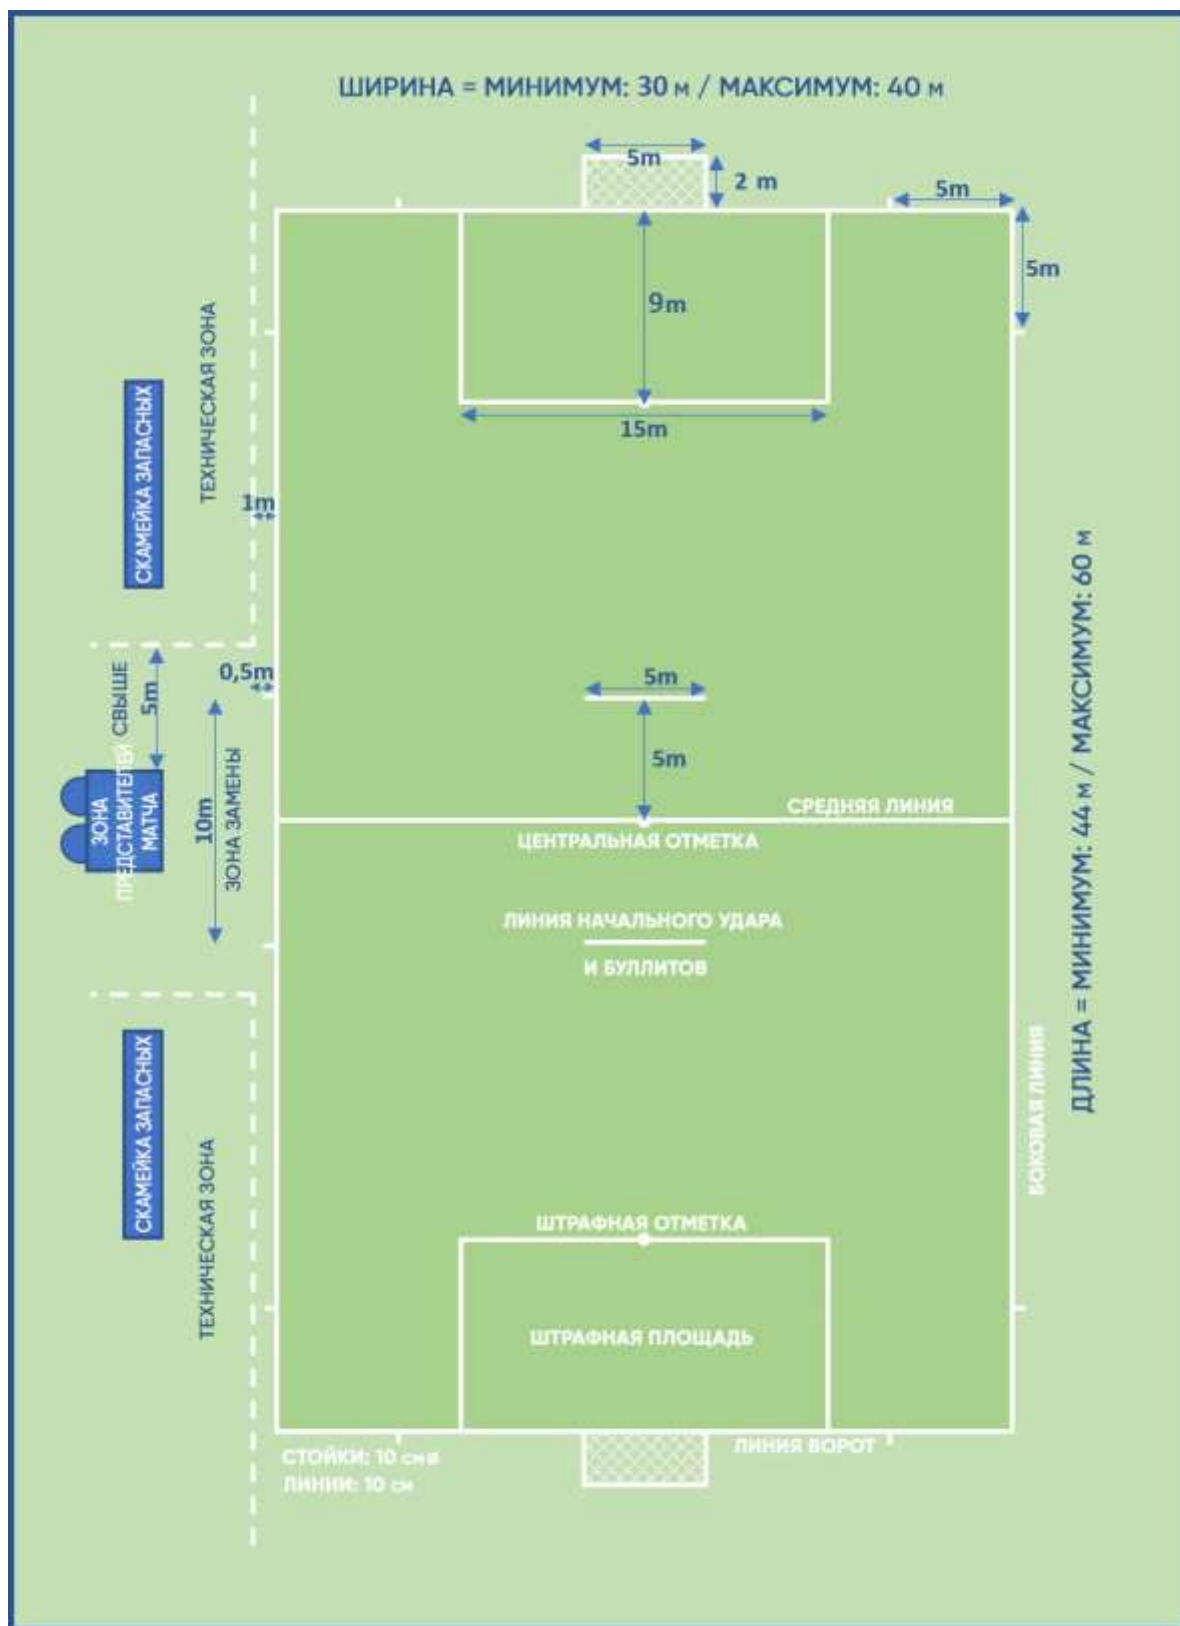 ШИРИНА = МИНИМУМ: 30 м / МАКСИМУМ: 40 м
5m
2 m
5m
5m
9m
15m
ТЕХНИЧЕСКАЯ ЗОНА
СКАМЕЙКА ЗАПАСНЫХ
1m
ДЛИНА = МИНИМУМ: 44 м / МАКСИМУМ: 60 м
0,5m
СВЫШЕ
5m
5m
5m
10m
ЗОНА ЗАМЕНЫ
ЗОНА
ПРЕДСТАВИТЕЛЕЙ
МАТЧА
СРЕДНЯЯ ЛИНИЯ
ЦЕНТРАЛЬНАЯ ОТМЕТКА
ЛИНИЯ НАЧАЛЬНОГО УДАРА
И БУЛЛИТОВ
СКАМЕЙКА ЗАПАСНЫХ
ТЕХНИЧЕСКАЯ ЗОНА
БОКОВАЯ ЛИНИЯ
ШТРАФНАЯ ОТМЕТКА
ШТРАФНАЯ ПЛОЩАДЬ
ЛИНИЯ ВОРОТ
СТОЙКИ: 10 смø
ЛИНИИ: 10 см